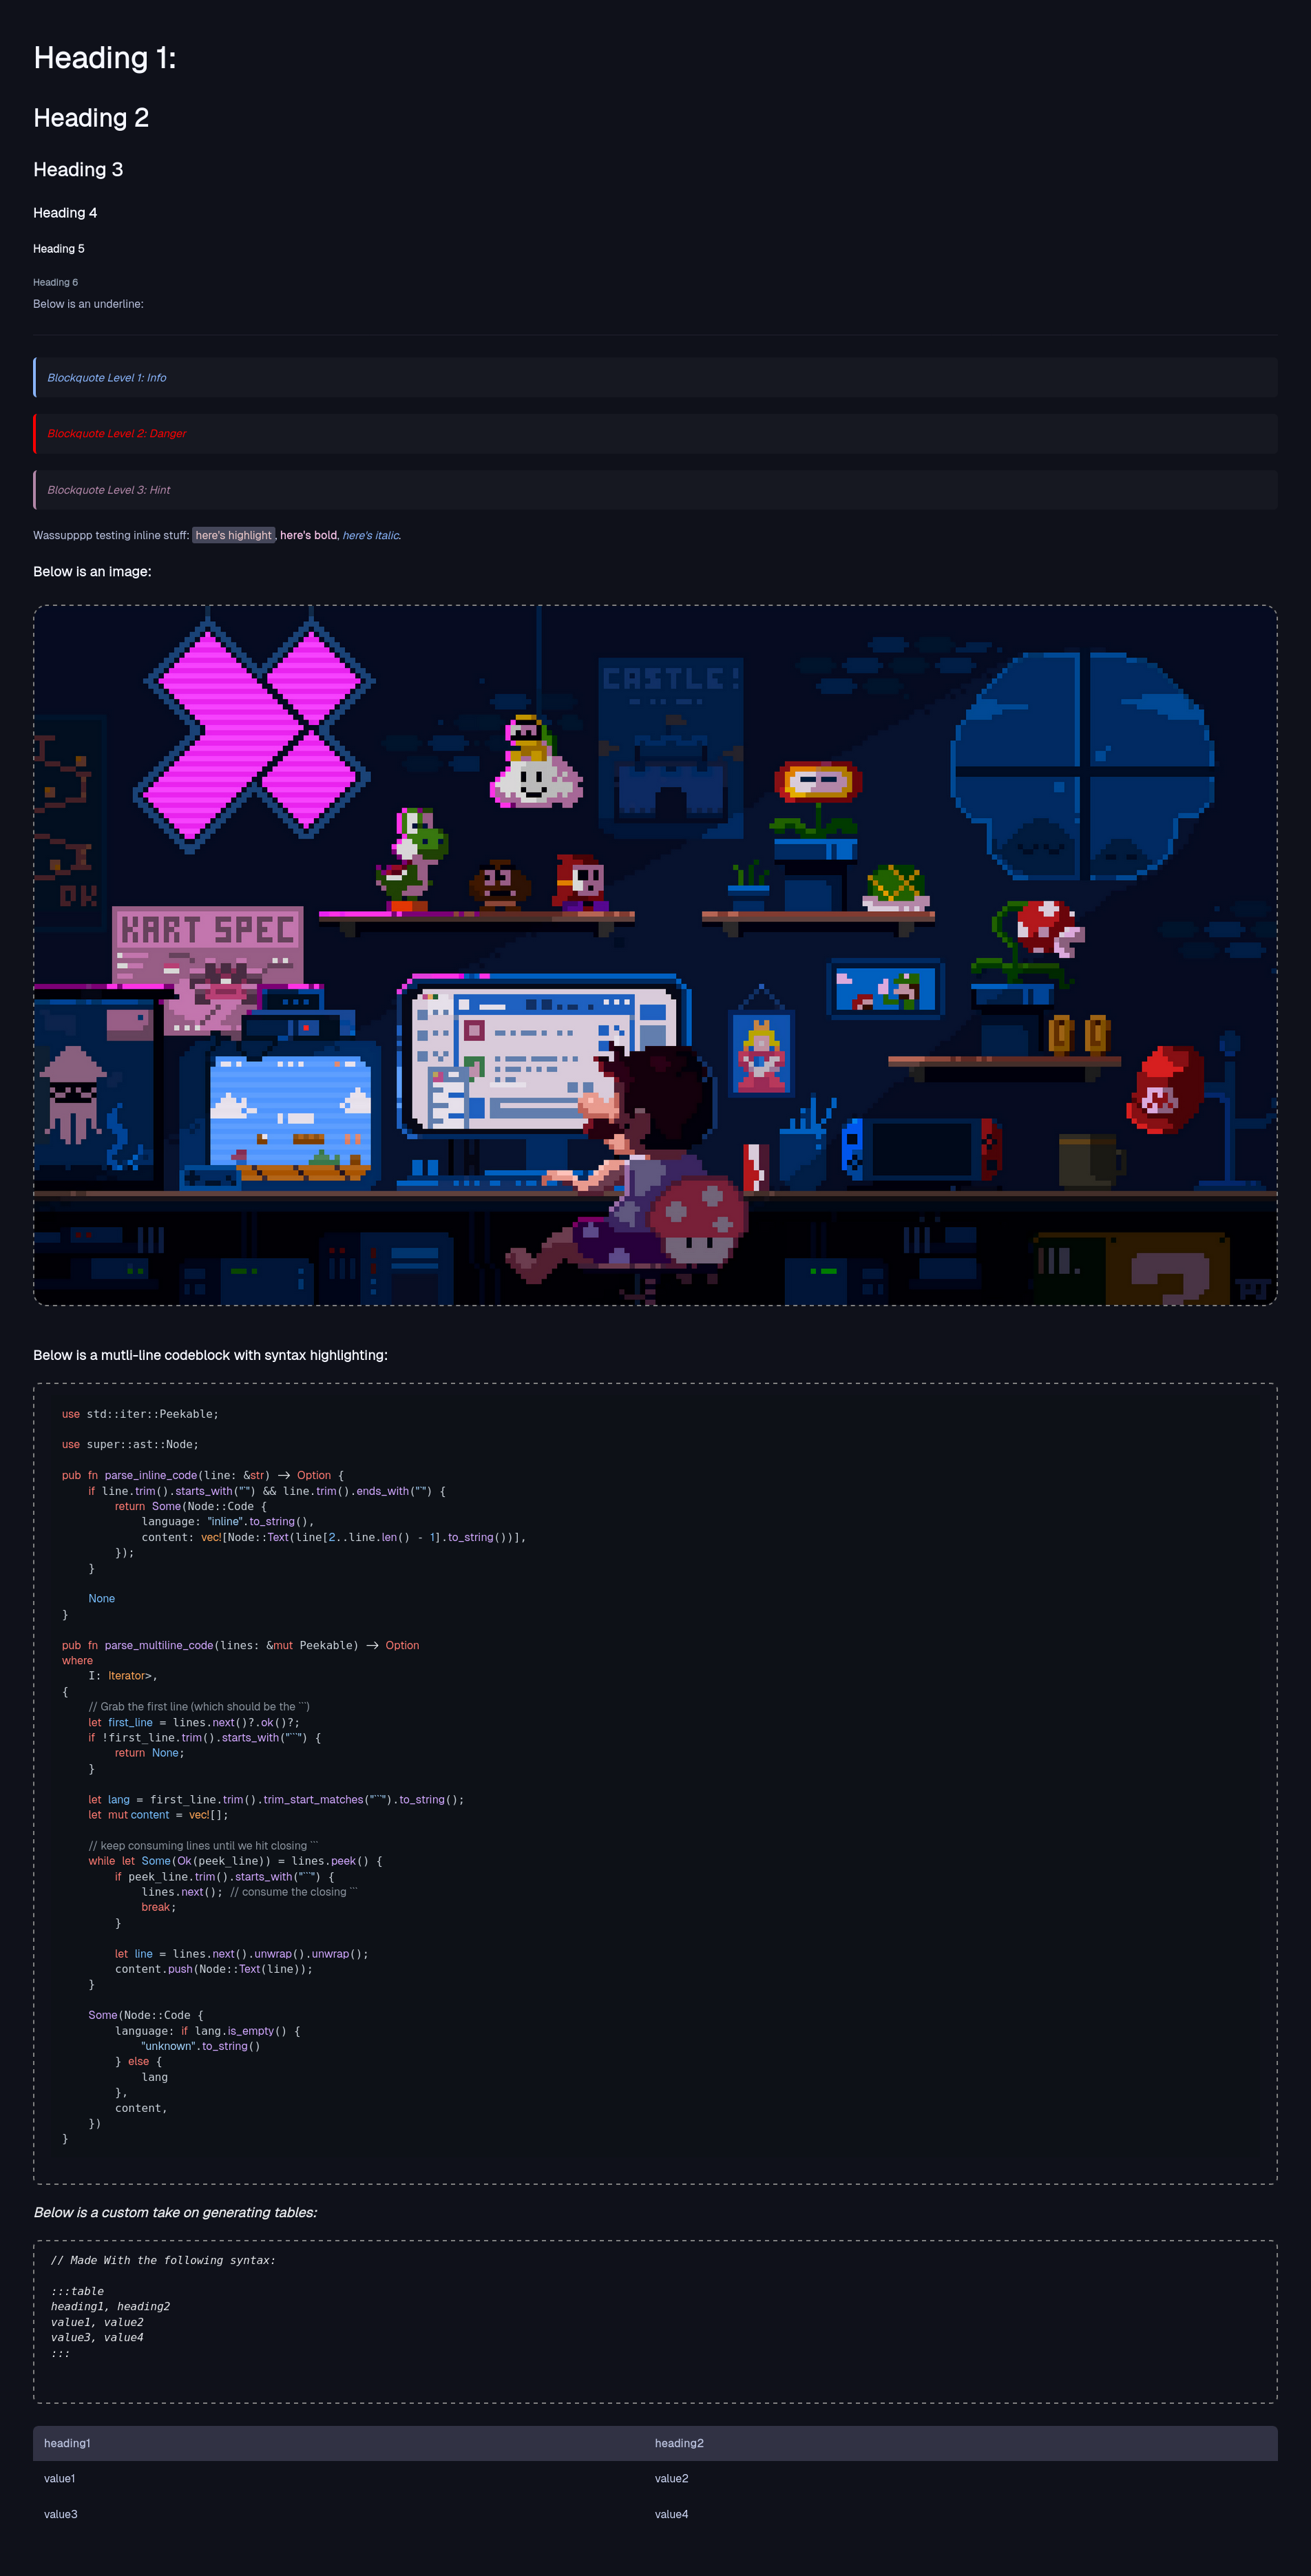 Heading 1:
Heading 2
Heading 3
Heading 4
Heading 5
Heading 6
Below is an underline:
Blockquote Level 1: Info
Blockquote Level 2: Danger
Blockquote Level 3: Hint
Wassupppp testing inline stuff: here's highlight, here's bold, here's italic.
Below is an image:
CASTLE!
DK
KART SPEC
Below is a mutli-line codeblock with syntax highlighting:
use std::iter::Peekable;
use super::ast::Node;
pub fn parse_inline_code(line: &str) -> Option {
    if line.trim().starts_with("`") && line.trim().ends_with("`") {
        return Some(Node::Code {
            language: "inline".to_string(),
            content: vec![Node::Text(line[2..line.len() - 1].to_string())],
        });
    }
    None
}
pub fn parse_multiline_code(lines: &mut Peekable) -> Option
where
    I: Iterator>,
{
    // Grab the first line (which should be the ```)
    let first_line = lines.next()?.ok()?;
    if !first_line.trim().starts_with("```") {
        return None;
    }
    let lang = first_line.trim().trim_start_matches("```").to_string();
    let mut content = vec![];
    // keep consuming lines until we hit closing ```
    while let Some(Ok(peek_line)) = lines.peek() {
        if peek_line.trim().starts_with("```") {
            lines.next(); // consume the closing ```
            break;
        }
        let line = lines.next().unwrap().unwrap();
        content.push(Node::Text(line));
    }
    Some(Node::Code {
        language: if lang.is_empty() {
            "unknown".to_string()
        } else {
            lang
        },
        content,
    })
}
Below is a custom take on generating tables:
// Made With the following syntax:
:::table
heading1, heading2
value1, value2
value3, value4
:::
heading1 heading2
value1 value2
value3 value4